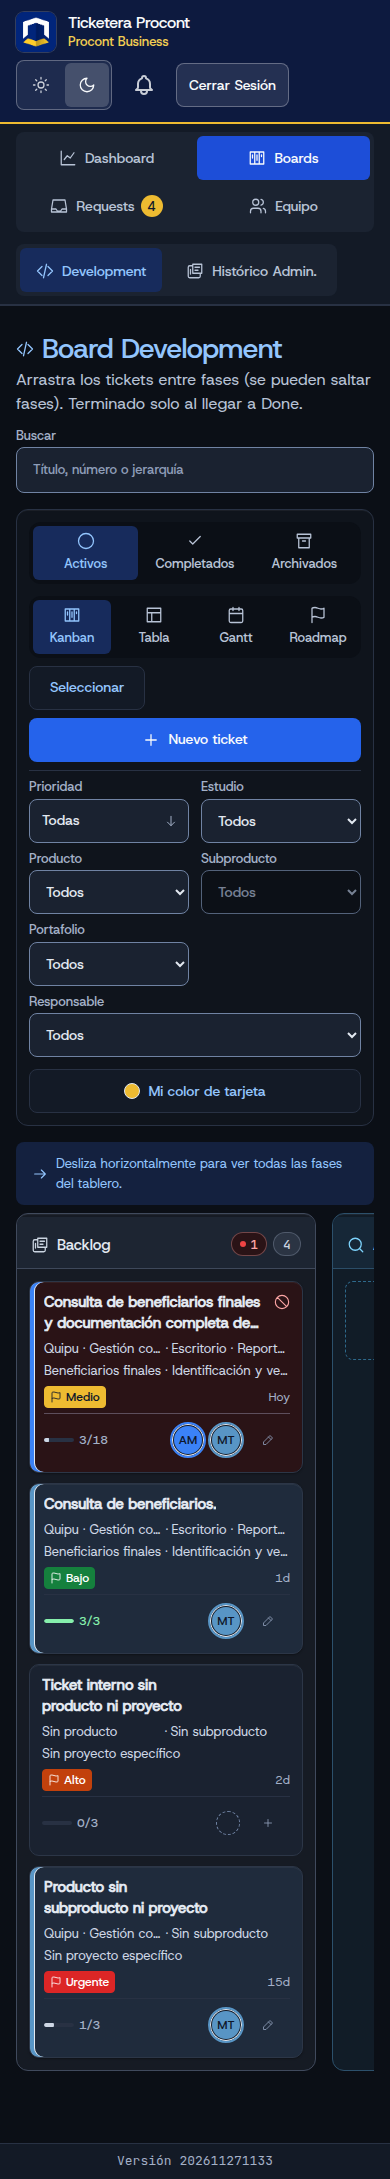 Ticketera Procont
Procont Business
Cerrar Sesión
Dashboard
Boards
Requests 4
Equipo
Development
Histórico Admin.
Board Development
Arrastra los tickets entre fases (se pueden saltar
fases). Terminado solo al llegar a Done.
Buscar
Título, número o jerarquía
Activos
Completados
Archivados
Kanban
Tabla
Gantt
Roadmap
Seleccionar
Nuevo ticket
Prioridad
Estudio
Todas
Todos
Producto
Subproducto
Todos
Todos
Portafolio
Todos
Responsable
Todos
Mi color de tarjeta
Desliza horizontalmente para ver todas las fases
del tablero.
Backlog
1
4
Consulta de beneficiarios finales
y documentación completa de…
Quipu · Gestión co… · Escritorio · Report…
Beneficiarios finales · Identificación y ve…
Medio
Hoy
3/18
AM
MT
Consulta de beneficiarios.
Quipu · Gestión co… · Escritorio · Report…
Beneficiarios finales · Identificación y ve…
Bajo
1d
3/3
MT
Ticket interno sin
producto ni proyecto
Sin producto · Sin subproducto
Sin proyecto específico
Alto
2d
0/3
Producto sin
subproducto ni proyecto
Quipu · Gestión co… · Sin subproducto
Sin proyecto específico
Urgente
15d
1/3
MT
Versión 202611271133